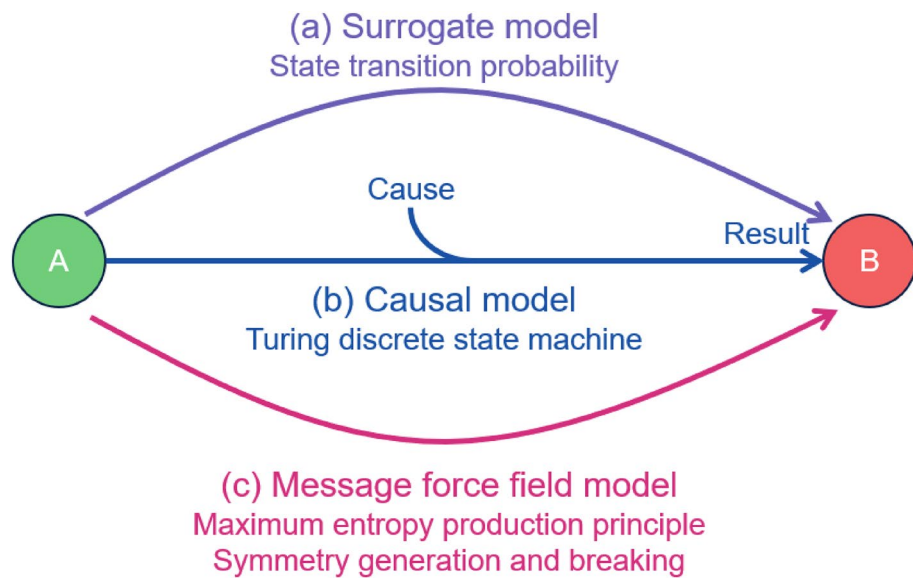 (a) Surrogate model
State transition probability
Cause
A
Result
B
(b) Causal model
Turing discrete state machine
(c) Message force field model
Maximum entropy production principle
Symmetry generation and breaking